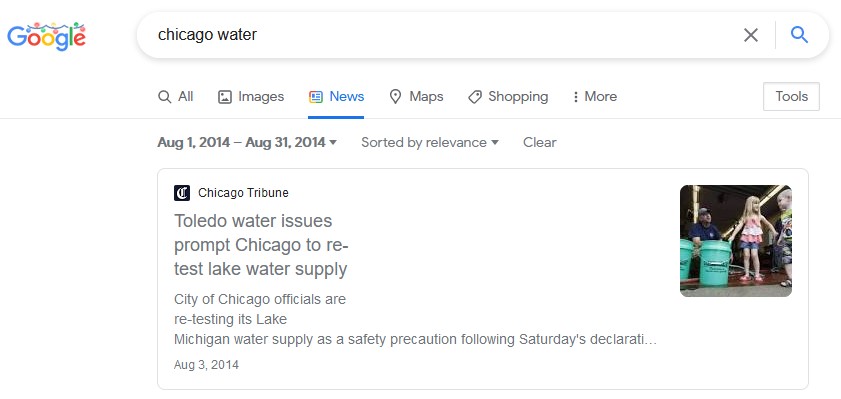 Google
chicago water
All Images News Maps Shopping More Tools
Aug 1, 2014 – Aug 31, 2014 Sorted by relevance Clear
Chicago Tribune
Toledo water issues
prompt Chicago to re-
test lake water supply
City of Chicago officials are
re-testing its Lake
Michigan water supply as a safety precaution following Saturday's declarati…
Aug 3, 2014